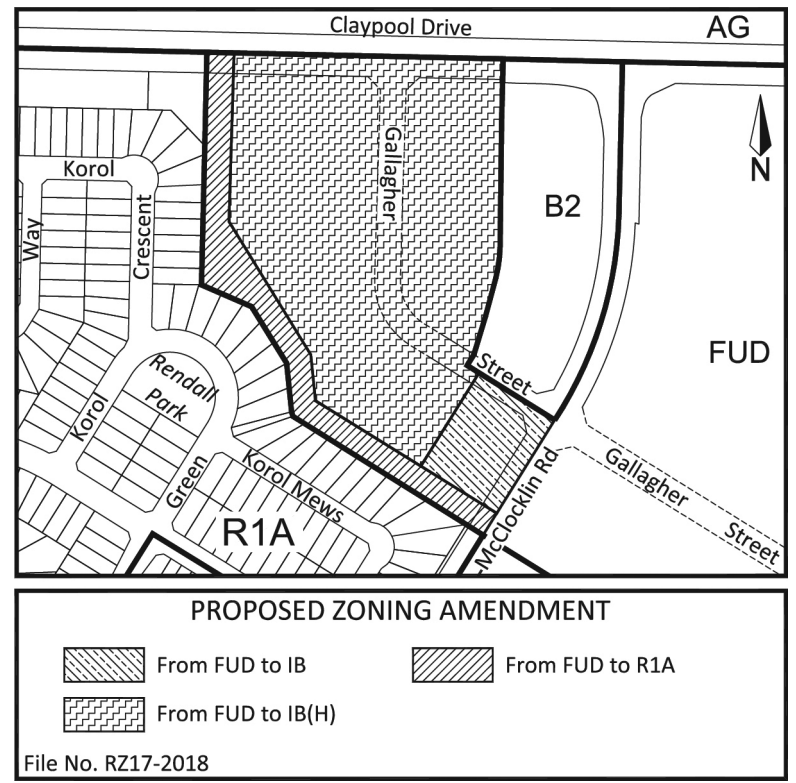 Claypool Drive
AG
Gallagher
N
Korol
B2
Way
Crescent
FUD
Street
Rendall
Park
Korol
Green
Korol Mews
McClocklin Rd
Gallagher
Street
R1A
PROPOSED ZONING AMENDMENT
From FUD to IB
From FUD to R1A
From FUD to IB(H)
File No. RZ17-2018